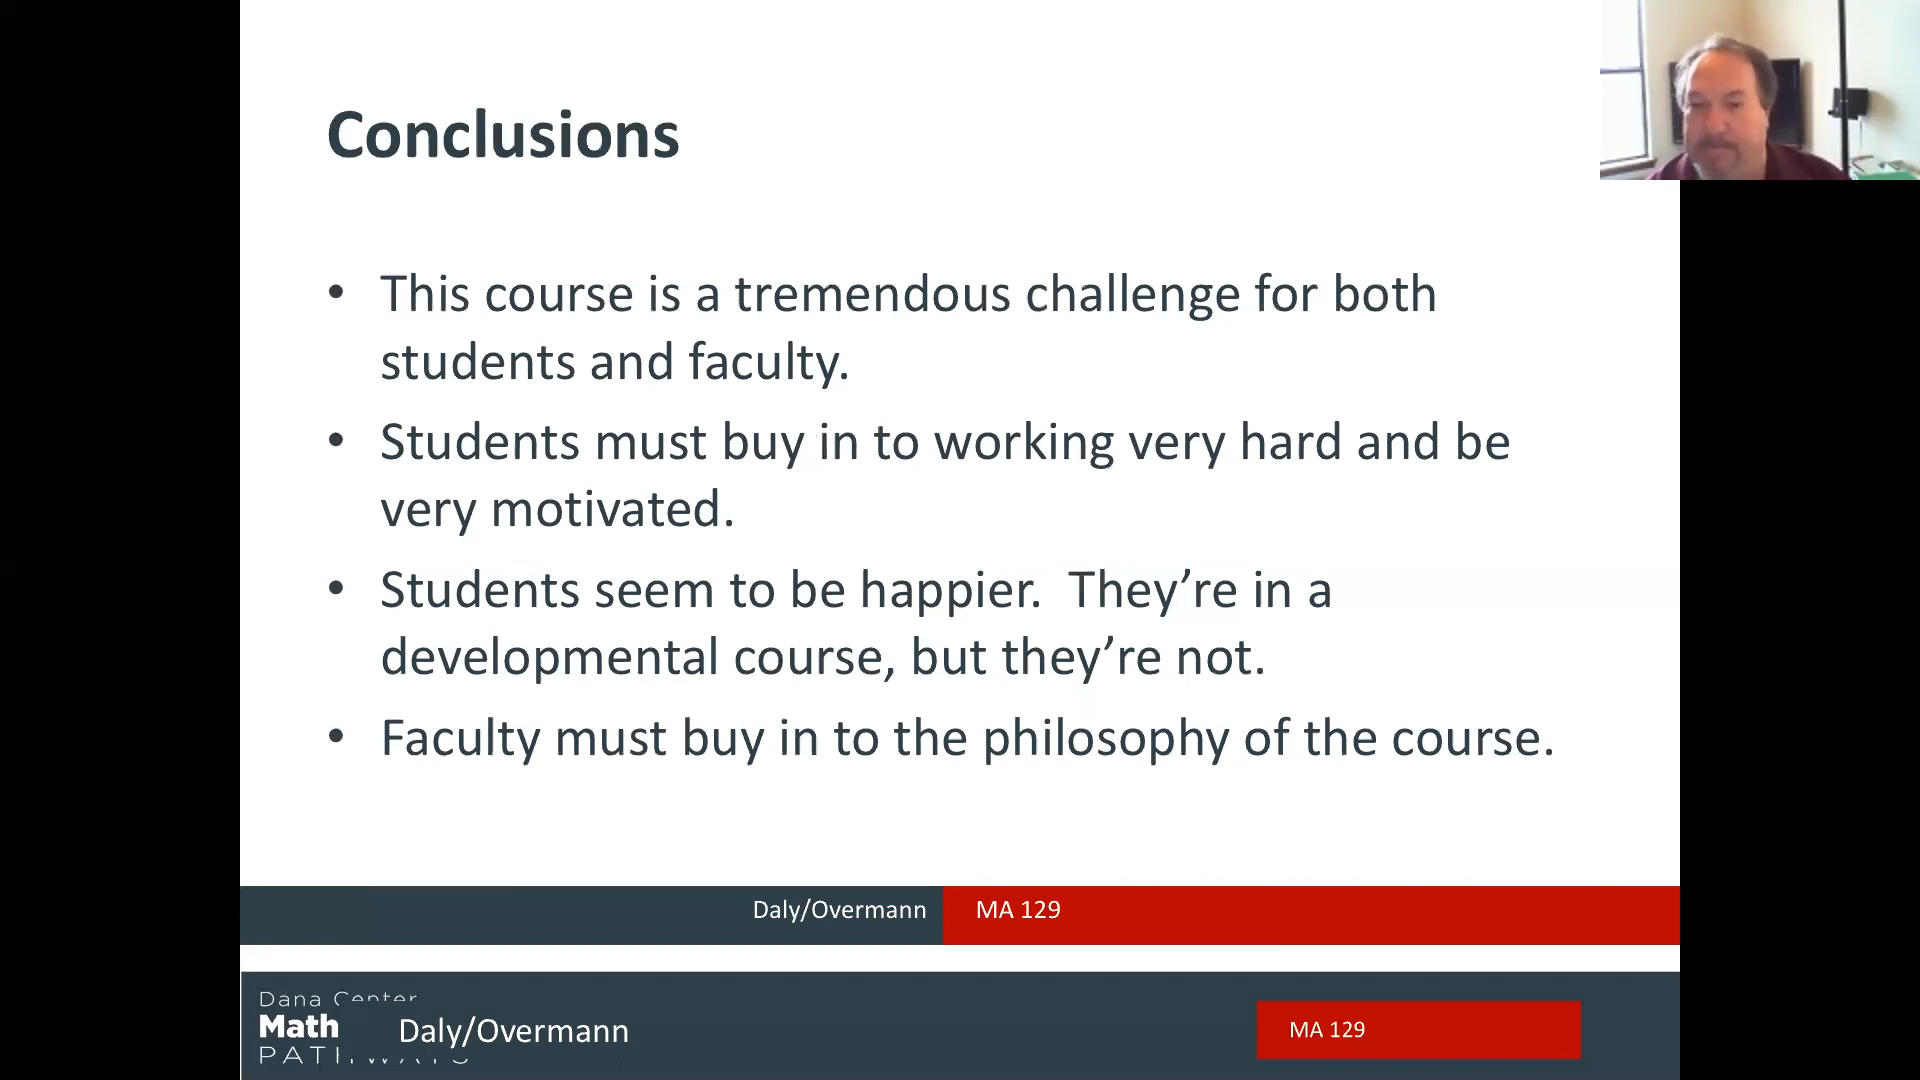 Conclusions
• This course is a tremendous challenge for both
students and faculty.
• Students must buy in to working very hard and be
very motivated.
• Students seem to be happier.  They’re in a
developmental course, but they’re not.
• Faculty must buy in to the philosophy of the course.
Daly/Overmann
MA 129
Dana Center
Math
PATHWAYS
Daly/Overmann
MA 129